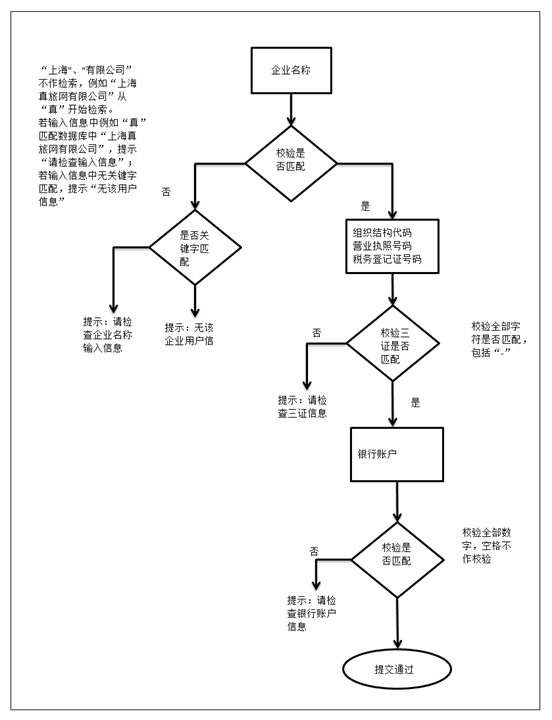 企业名称
“上海"、"有限公司”
不作检索，例如“上海
真旅网有限公司”从
“真”开始检索。
若输入信息中例如“真”
匹配数据库中“上海真
旅网有限公司”，提示
“请检查输入信息”；
若输入信息中无关键字
匹配，提示“无该用户
信息”
校验是
否匹配
否
是
是否关
键字匹
配
组织结构代码
营业执照号码
税务登记证号码
提示：请检
查企业名称
输入信息
提示：无该
企业用户信
否
校验三
证是否
匹配
校验全部字
符是否匹配，
包括“-”
提示：请检
查三证信息
是
银行账户
否
校验是
否匹配
校验全部数
字，空格不
作校验
提示：请检
查银行账户
信息
提交通过